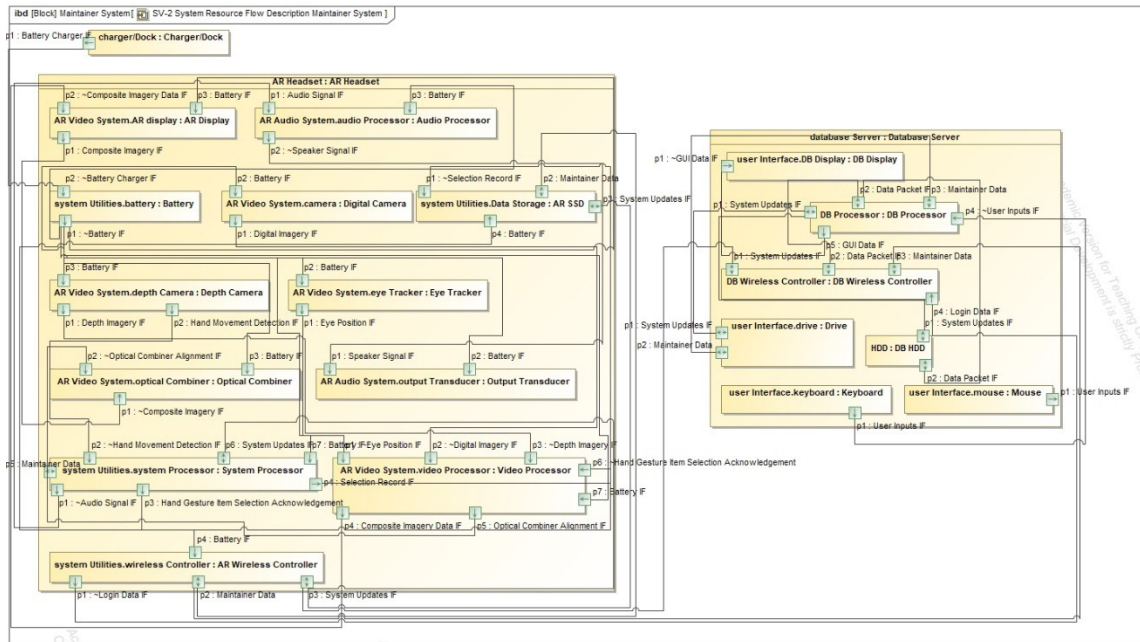 ibd [Block] Maintainer System[ SV-2 System Resource Flow Description Maintainer System ]
p1 : Battery Charger IF
charger/Dock : Charger/Dock
AR Headset : AR Headset
p2 : ~Composite Imagery Data IF
p3 : Battery IF
p1 : Audio Signal IF
p3 : Battery IF
AR Video System.AR display : AR Display
AR Audio System.audio Processor : Audio Processor
p1 : Composite Imagery IF
p2 : ~Speaker Signal IF
p2 : ~Battery Charger IF
p2 : Battery IF
p1 : ~Selection Record IF
p2 : Maintainer Data
system Utilities.battery : Battery
AR Video System.camera : Digital Camera
system Utilities.Data Storage : AR SSD
p3 : System Updates IF
p1 : ~Battery IF
p1 : Digital Imagery IF
p4 : Battery IF
p3 : Battery IF
p2 : Battery IF
AR Video System.depth Camera : Depth Camera
AR Video System.eye Tracker : Eye Tracker
p1 : Depth Imagery IF
p2 : Hand Movement Detection IF
p1 : Eye Position IF
p2 : ~Optical Combiner Alignment IF
p3 : Battery IF
p1 : Speaker Signal IF
p2 : Battery IF
AR Video System.optical Combiner : Optical Combiner
AR Audio System.output Transducer : Output Transducer
p1 : ~Composite Imagery IF
p2 : ~Hand Movement Detection IF
p6 : System Updates IF
p7 : Battery IF
p1 : ~Eye Position IF
p2 : ~Digital Imagery IF
p3 : ~Depth Imagery IF
p5 : Maintainer Data
system Utilities.system Processor : System Processor
AR Video System.video Processor : Video Processor
p6 : ~Hand Gesture Item Selection Acknowledgement
p4 : Selection Record IF
p1 : ~Audio Signal IF
p3 : Hand Gesture Item Selection Acknowledgement
p7 : Battery IF
p4 : Composite Imagery Data IF
p5 : Optical Combiner Alignment IF
p4 : Battery IF
system Utilities.wireless Controller : AR Wireless Controller
p1 : ~Login Data IF
p2 : Maintainer Data
p3 : System Updates IF
database Server : Database Server
p1 : ~GUI Data IF
user Interface.DB Display : DB Display
p2 : Data Packet IF
p3 : Maintainer Data
p1 : System Updates IF
DB Processor : DB Processor
p4 : ~User Inputs IF
p5 : GUI Data IF
p1 : System Updates IF
p2 : Data Packet IF
p3 : Maintainer Data
DB Wireless Controller : DB Wireless Controller
p4 : Login Data IF
p1 : System Updates IF
p1 : System Updates IF
user Interface.drive : Drive
p2 : Maintainer Data
HDD : DB HDD
p2 : Data Packet IF
user Interface.keyboard : Keyboard
user Interface.mouse : Mouse
p1 : User Inputs IF
p1 : User Inputs IF